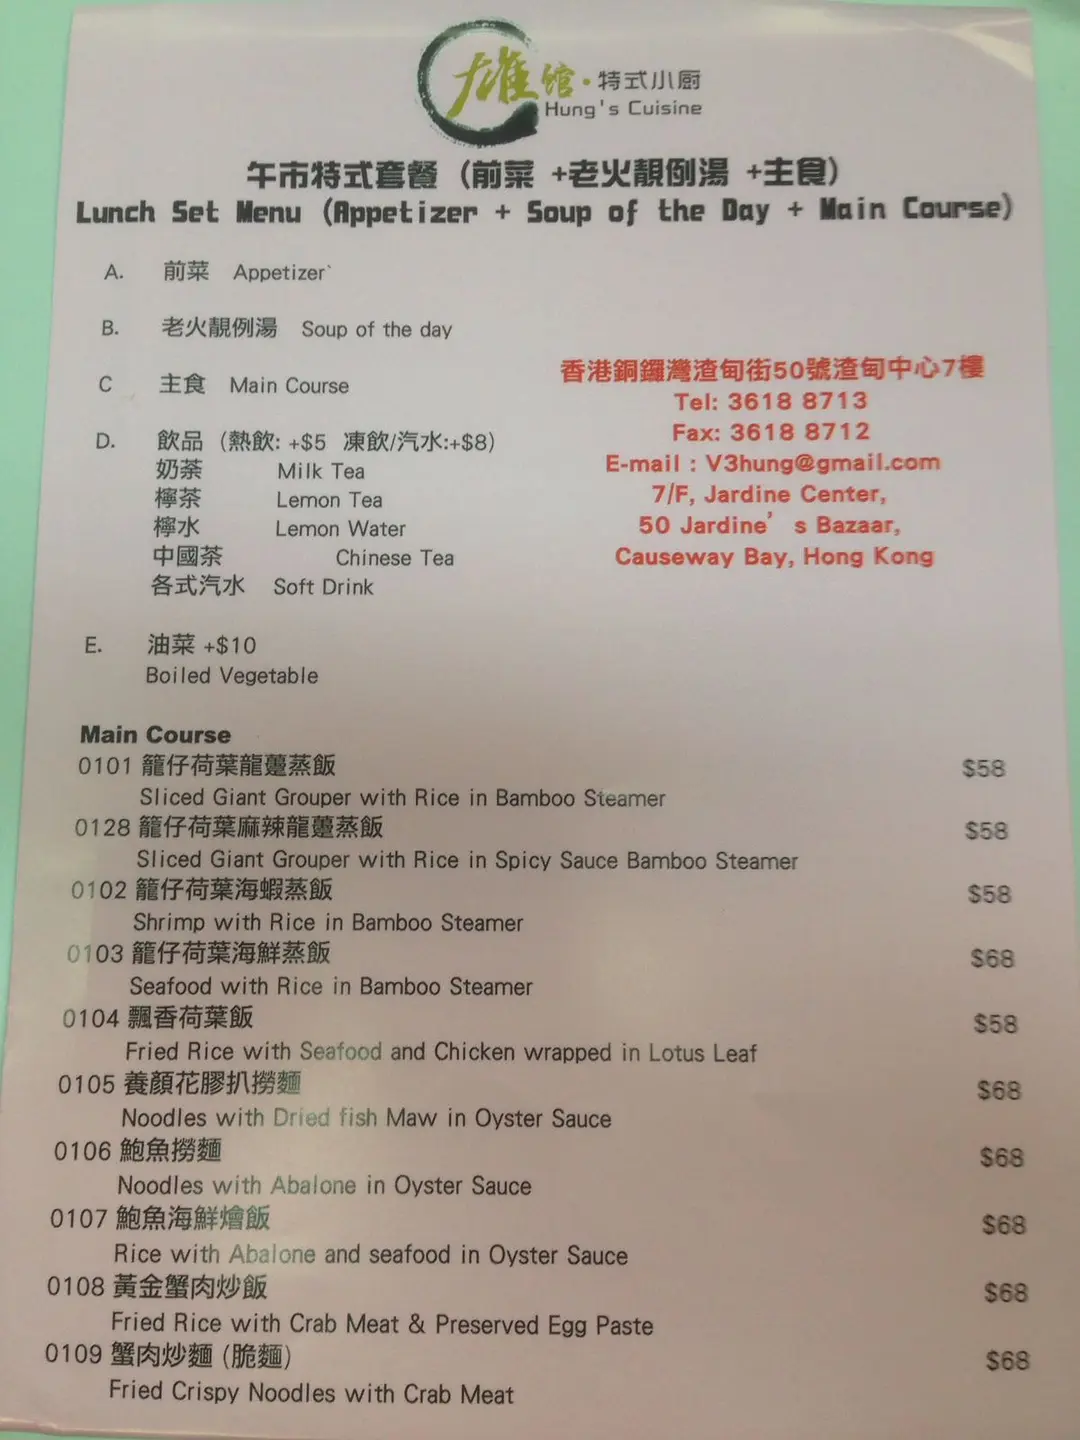 雄館·特式小廚
Hung's Cuisine
午市特式套餐 (前菜 +老火靚例湯 +主食)
Lunch Set Menu (Appetizer + Soup of the Day + Main Course)
A. 前菜 Appetizer`
B. 老火靚例湯 Soup of the day
C 主食 Main Course
D. 飲品 (熱飲: +$5 凍飲/汽水:+$8)
奶茶 Milk Tea
檸茶 Lemon Tea
檸水 Lemon Water
中國茶 Chinese Tea
各式汽水 Soft Drink
E. 油菜 +$10
Boiled Vegetable
香港銅鑼灣渣甸街50號渣甸中心7樓
Tel: 3618 8713
Fax: 3618 8712
E-mail : V3hung@gmail.com
7/F, Jardine Center,
50 Jardine’s Bazaar,
Causeway Bay, Hong Kong
Main Course
0101 籠仔荷葉龍躉蒸飯 $58
Sliced Giant Grouper with Rice in Bamboo Steamer
0128 籠仔荷葉麻辣龍躉蒸飯 $58
Sliced Giant Grouper with Rice in Spicy Sauce Bamboo Steamer
0102 籠仔荷葉海蝦蒸飯 $58
Shrimp with Rice in Bamboo Steamer
0103 籠仔荷葉海鮮蒸飯 $68
Seafood with Rice in Bamboo Steamer
0104 飄香荷葉飯 $58
Fried Rice with Seafood and Chicken wrapped in Lotus Leaf
0105 養顏花膠扒撈麵 $68
Noodles with Dried fish Maw in Oyster Sauce
0106 鮑魚撈麵 $68
Noodles with Abalone in Oyster Sauce
0107 鮑魚海鮮燴飯 $68
Rice with Abalone and seafood in Oyster Sauce
0108 黃金蟹肉炒飯 $68
Fried Rice with Crab Meat & Preserved Egg Paste
0109 蟹肉炒麵 (脆麵) $68
Fried Crispy Noodles with Crab Meat